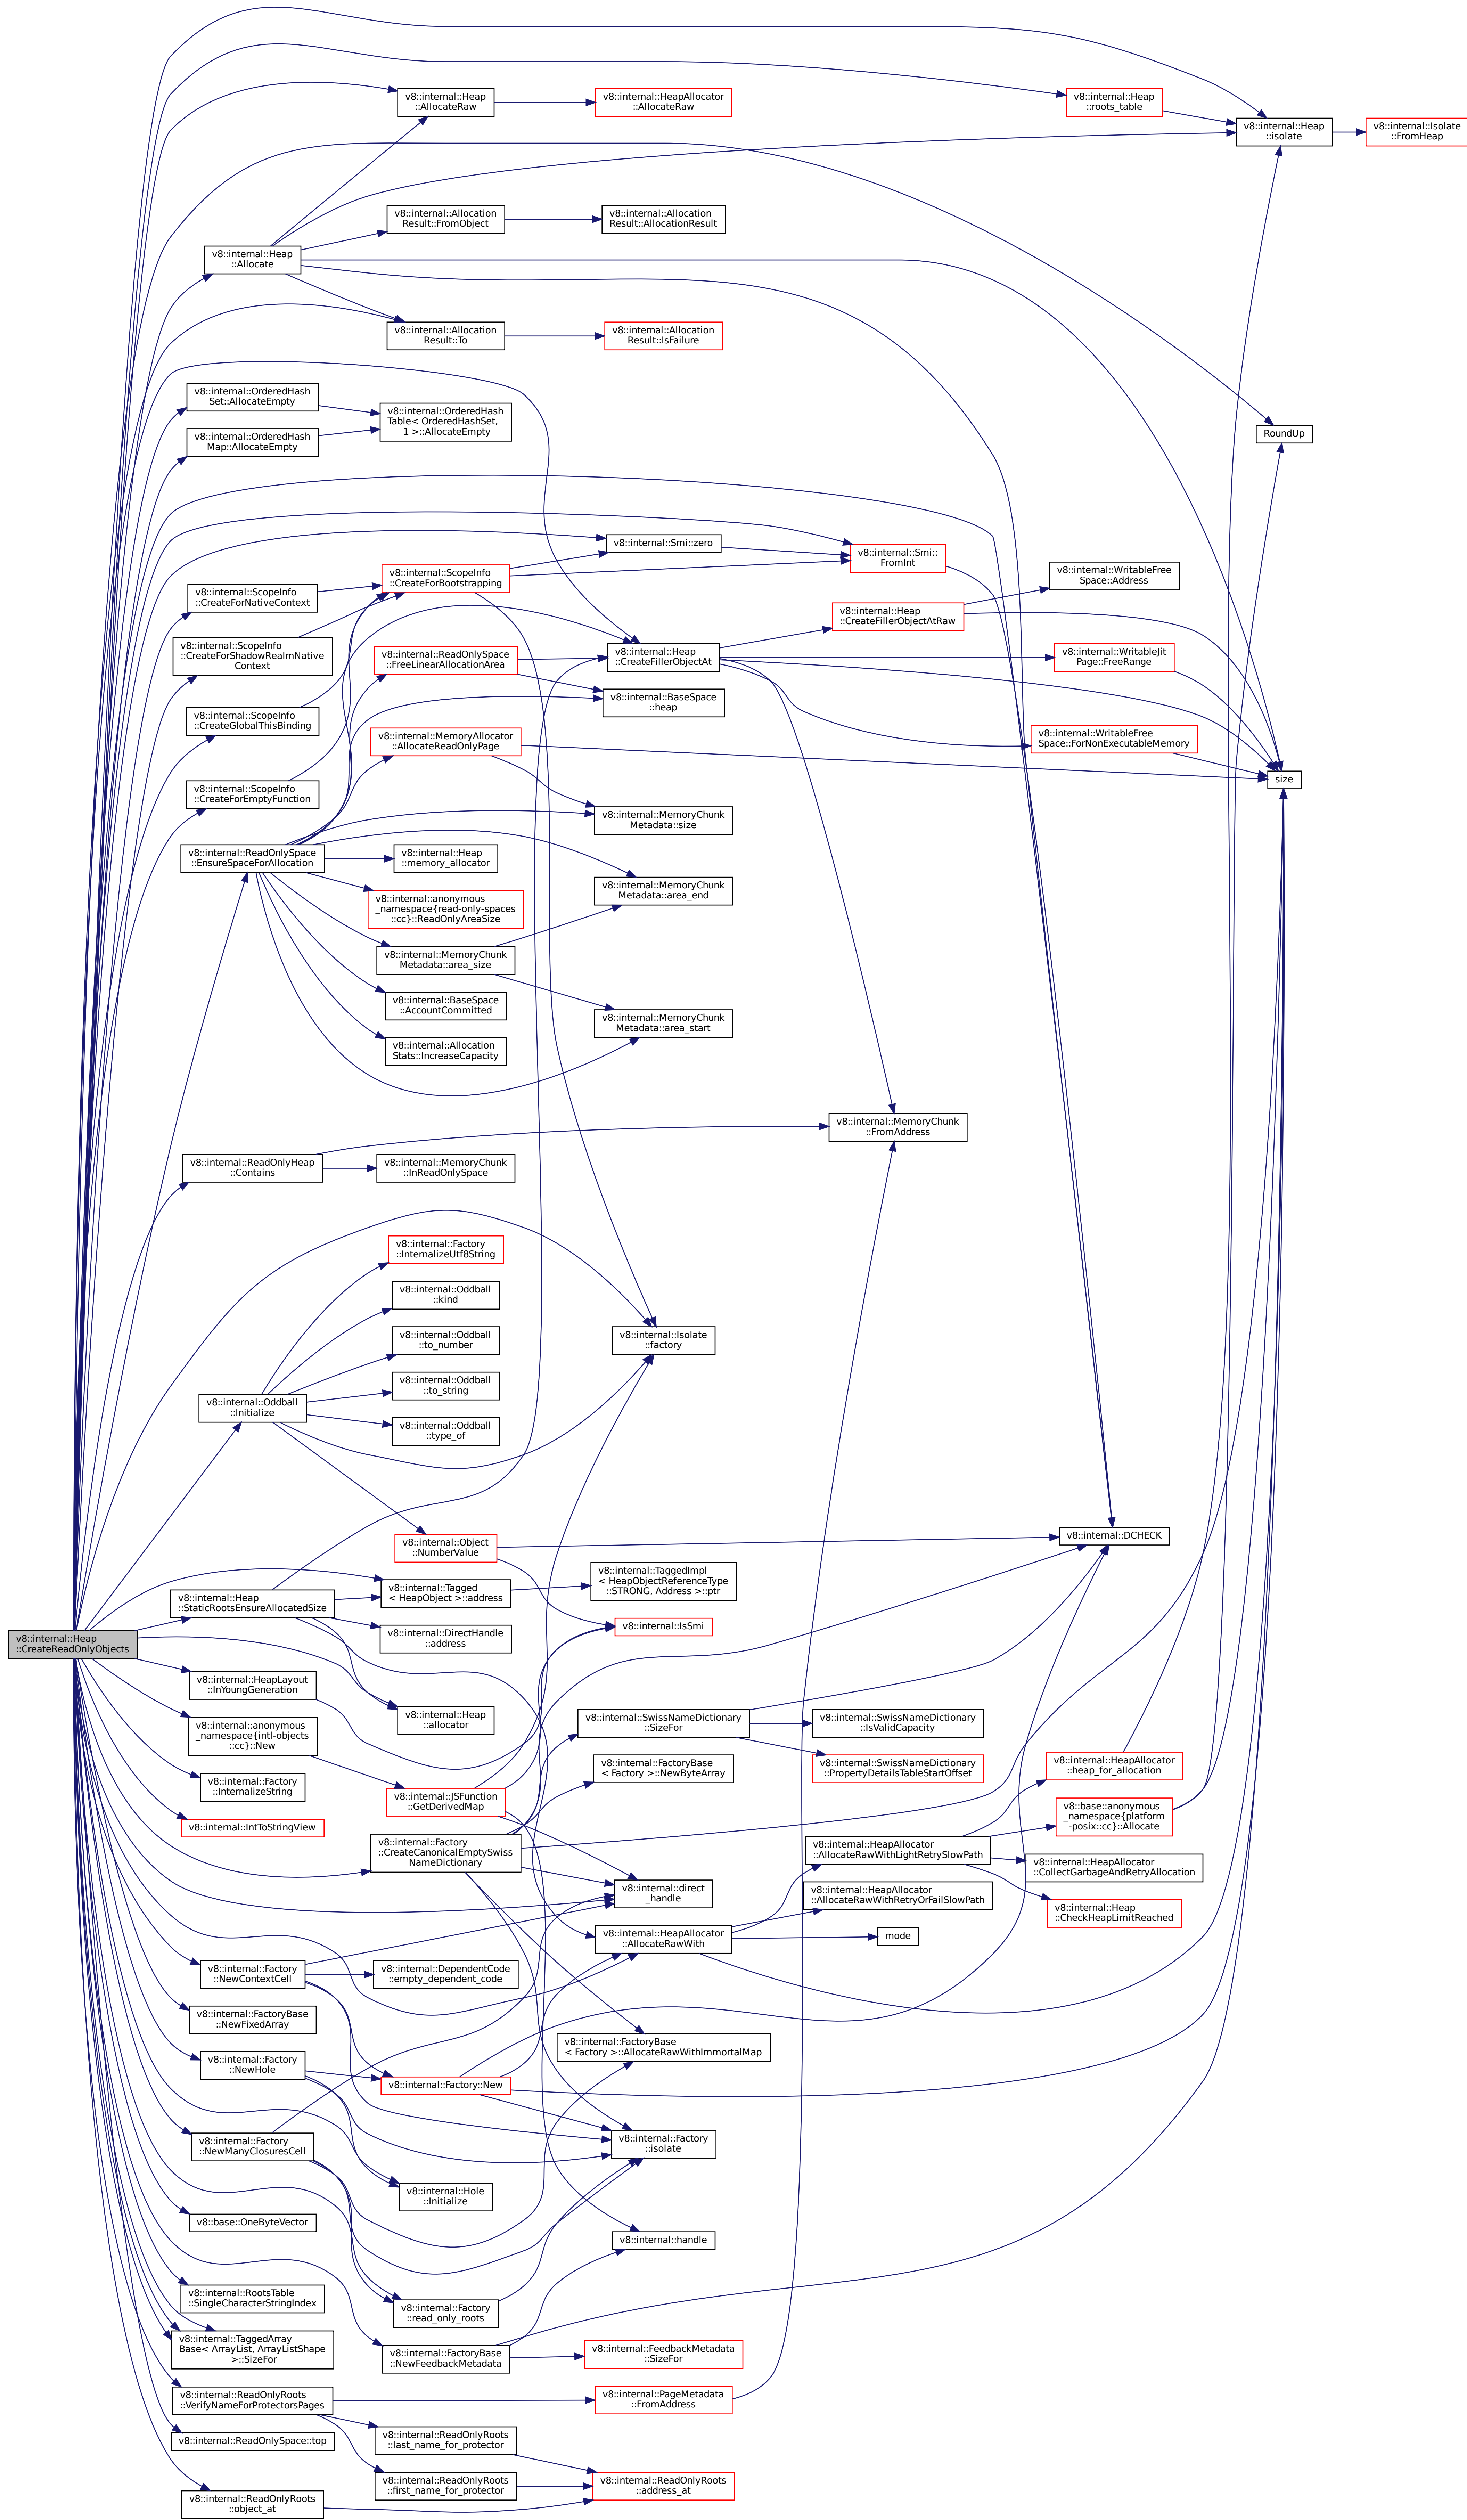 v8::internal::Heap
::AllocateRaw
v8::internal::HeapAllocator
::AllocateRaw
v8::internal::Heap
::roots_table
v8::internal::Heap
::isolate
v8::internal::Isolate
::FromHeap
v8::internal::Allocation
Result::FromObject
v8::internal::Allocation
Result::AllocationResult
v8::internal::Heap
::Allocate
v8::internal::Allocation
Result::To
v8::internal::Allocation
Result::IsFailure
v8::internal::OrderedHash
Set::AllocateEmpty
v8::internal::OrderedHash
Table< OrderedHashSet,
1 >::AllocateEmpty
v8::internal::OrderedHash
Map::AllocateEmpty
RoundUp
v8::internal::Smi::zero
v8::internal::Smi::
FromInt
v8::internal::ScopeInfo
::CreateForBootstrapping
v8::internal::WritableFree
Space::Address
v8::internal::ScopeInfo
::CreateForNativeContext
v8::internal::Heap
::CreateFillerObjectAtRaw
v8::internal::ScopeInfo
::CreateForShadowRealmNative
Context
v8::internal::ReadOnlySpace
::FreeLinearAllocationArea
v8::internal::Heap
::CreateFillerObjectAt
v8::internal::WritableJit
Page::FreeRange
v8::internal::BaseSpace
::heap
v8::internal::ScopeInfo
::CreateGlobalThisBinding
v8::internal::MemoryAllocator
::AllocateReadOnlyPage
v8::internal::WritableFree
Space::ForNonExecutableMemory
size
v8::internal::ScopeInfo
::CreateForEmptyFunction
v8::internal::MemoryChunk
Metadata::size
v8::internal::ReadOnlySpace
::EnsureSpaceForAllocation
v8::internal::Heap
::memory_allocator
v8::internal::MemoryChunk
Metadata::area_end
v8::internal::anonymous
_namespace{read-only-spaces
::cc}::ReadOnlyAreaSize
v8::internal::MemoryChunk
Metadata::area_size
v8::internal::BaseSpace
::AccountCommitted
v8::internal::MemoryChunk
Metadata::area_start
v8::internal::Allocation
Stats::IncreaseCapacity
v8::internal::MemoryChunk
::FromAddress
v8::internal::ReadOnlyHeap
::Contains
v8::internal::MemoryChunk
::InReadOnlySpace
v8::internal::Factory
::InternalizeUtf8String
v8::internal::Oddball
::kind
v8::internal::Oddball
::to_number
v8::internal::Isolate
::factory
v8::internal::Oddball
::to_string
v8::internal::Oddball
::Initialize
v8::internal::Oddball
::type_of
v8::internal::Object
::NumberValue
v8::internal::DCHECK
v8::internal::Tagged
< HeapObject >::address
v8::internal::TaggedImpl
< HeapObjectReferenceType
::STRONG, Address >::ptr
v8::internal::Heap
::StaticRootsEnsureAllocatedSize
v8::internal::DirectHandle
::address
v8::internal::IsSmi
v8::internal::Heap
::CreateReadOnlyObjects
v8::internal::HeapLayout
::InYoungGeneration
v8::internal::Heap
::allocator
v8::internal::SwissNameDictionary
::SizeFor
v8::internal::SwissNameDictionary
::IsValidCapacity
v8::internal::anonymous
_namespace{intl-objects
::cc}::New
v8::internal::FactoryBase
< Factory >::NewByteArray
v8::internal::SwissNameDictionary
::PropertyDetailsTableStartOffset
v8::internal::HeapAllocator
::heap_for_allocation
v8::internal::Factory
::InternalizeString
v8::internal::JSFunction
::GetDerivedMap
v8::base::anonymous
_namespace{platform
-posix::cc}::Allocate
v8::internal::IntToStringView
v8::internal::Factory
::CreateCanonicalEmptySwiss
NameDictionary
v8::internal::HeapAllocator
::AllocateRawWithLightRetrySlowPath
v8::internal::HeapAllocator
::CollectGarbageAndRetryAllocation
v8::internal::direct
_handle
v8::internal::HeapAllocator
::AllocateRawWithRetryOrFailSlowPath
v8::internal::Heap
::CheckHeapLimitReached
v8::internal::HeapAllocator
::AllocateRawWith
mode
v8::internal::Factory
::NewContextCell
v8::internal::DependentCode
::empty_dependent_code
v8::internal::FactoryBase
::NewFixedArray
v8::internal::FactoryBase
< Factory >::AllocateRawWithImmortalMap
v8::internal::Factory
::NewHole
v8::internal::Factory::New
v8::internal::Factory
::NewManyClosuresCell
v8::internal::Factory
::isolate
v8::internal::Hole
::Initialize
v8::base::OneByteVector
v8::internal::handle
v8::internal::RootsTable
::SingleCharacterStringIndex
v8::internal::Factory
::read_only_roots
v8::internal::TaggedArray
Base< ArrayList, ArrayListShape
>::SizeFor
v8::internal::FactoryBase
::NewFeedbackMetadata
v8::internal::FeedbackMetadata
::SizeFor
v8::internal::ReadOnlyRoots
::VerifyNameForProtectorsPages
v8::internal::PageMetadata
::FromAddress
v8::internal::ReadOnlySpace::top
v8::internal::ReadOnlyRoots
::last_name_for_protector
v8::internal::ReadOnlyRoots
::first_name_for_protector
v8::internal::ReadOnlyRoots
::address_at
v8::internal::ReadOnlyRoots
::object_at